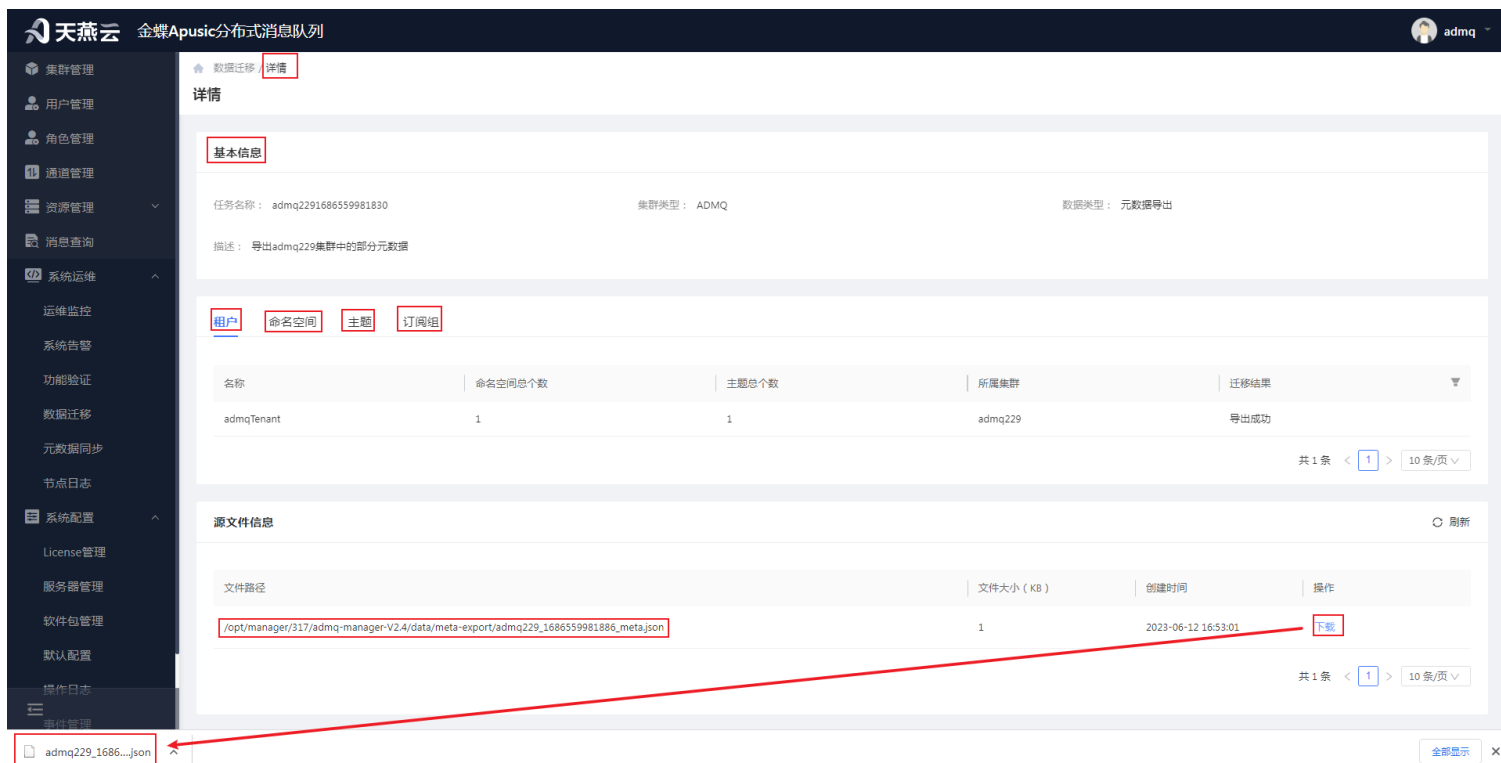 天燕云 金蝶Apusic分布式消息队列
admq
集群管理
用户管理
角色管理
通道管理
资源管理
消息查询
系统运维
运维监控
系统告警
功能验证
数据迁移
元数据同步
节点日志
系统配置
License管理
服务器管理
软件包管理
默认配置
操作日志
事件管理
数据迁移 / 详情
详情
基本信息
任务名称： admq2291686559981830 集群类型： ADMQ 数据类型： 元数据导出
描述： 导出admq229集群中的部分元数据
租户 命名空间 主题 订阅组
名称 命名空间总个数 主题总个数 所属集群 迁移结果
admqTenant 1 1 admq229 导出成功
共 1 条 < 1 > 10 条/页
源文件信息 刷新
文件路径 文件大小 ( KB ) 创建时间 操作
/opt/manager/317/admq-manager-V2.4/data/meta-export/admq229_1686559981886_meta.json 1 2023-06-12 16:53:01 下载
共 1 条 < 1 > 10 条/页
admq229_1686....json 全部显示